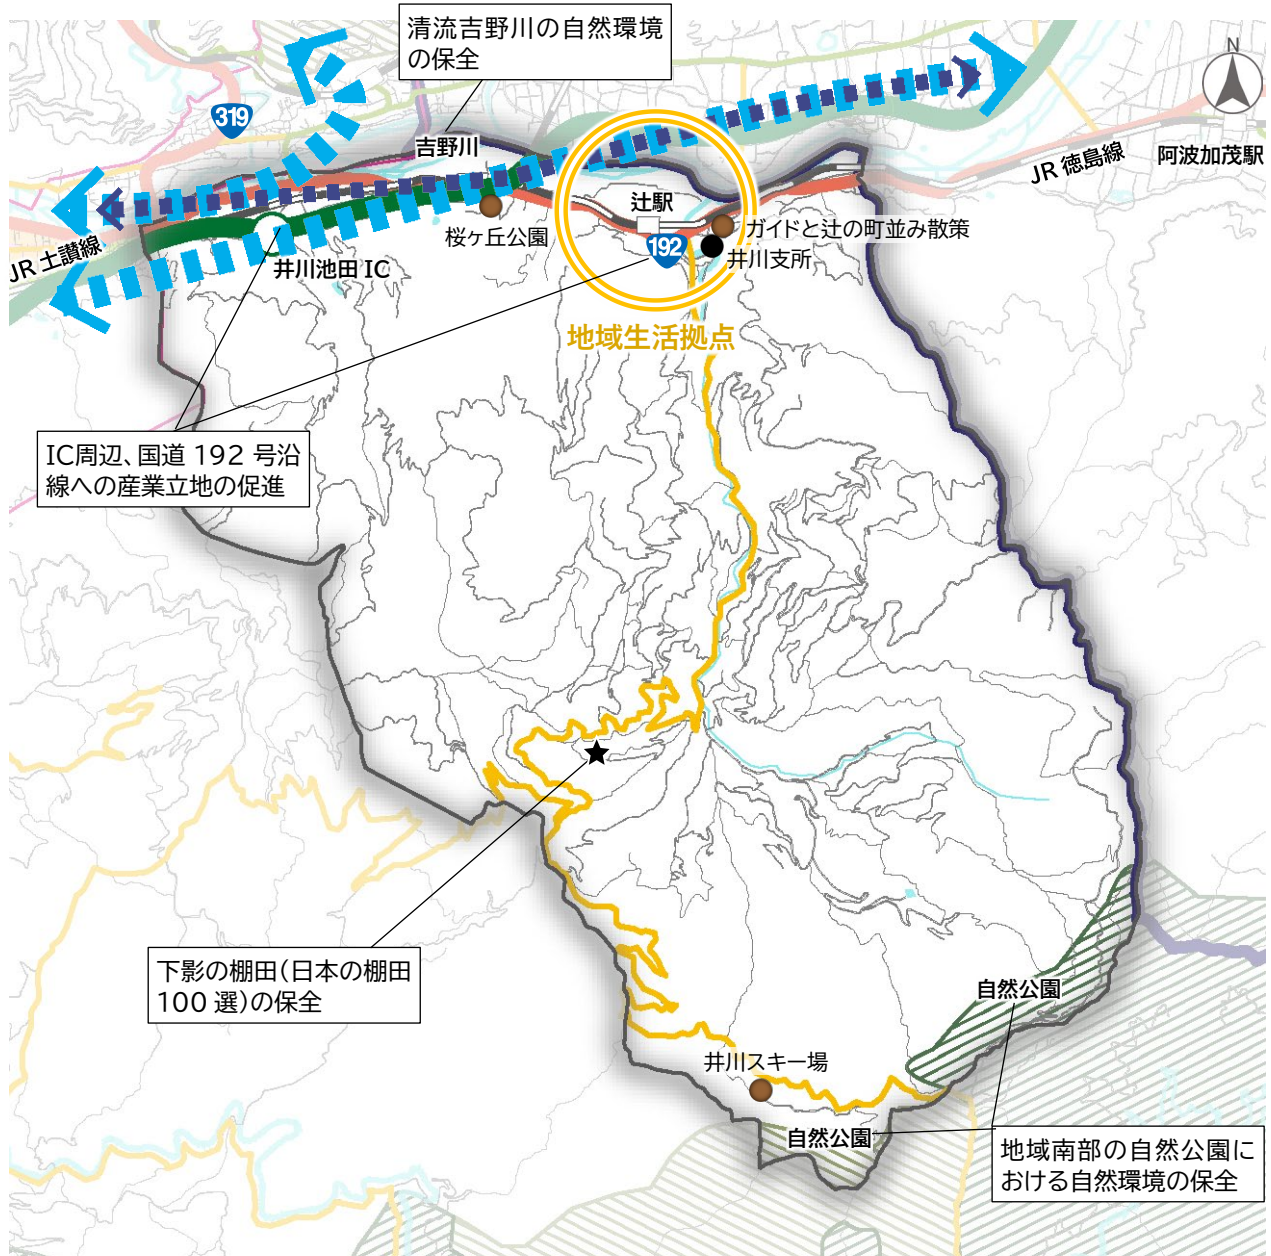 清流吉野川の自然環境
の保全
N
319
吉野川
JR 徳島線
阿波加茂駅
辻駅
ガイドと辻の町並み散策
桜ヶ丘公園
192
井川支所
JR 土讃線
井川池田 IC
地域生活拠点
IC周辺、国道 192 号沿
線への産業立地の促進
下影の棚田(日本の棚田
100 選)の保全
自然公園
井川スキー場
自然公園
地域南部の自然公園に
おける自然環境の保全